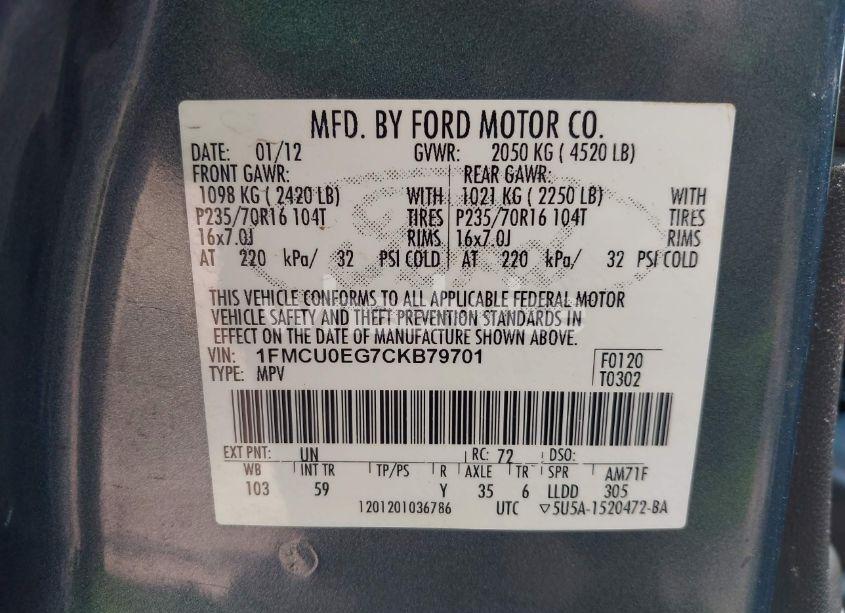 MFD. BY FORD MOTOR CO.
DATE: 01/12 GVWR: 2050 KG ( 4520 LB)
FRONT GAWR: REAR GAWR:
1098 KG ( 2420 LB) WITH 1021 KG ( 2250 LB) WITH
P235/70R16 104T TIRES P235/70R16 104T TIRES
16x7.0J RIMS 16x7.0J RIMS
AT 220 kPa/ 32 PSI COLD AT 220 kPa/ 32 PSI COLD
THIS VEHICLE CONFORMS TO ALL APPLICABLE FEDERAL MOTOR
VEHICLE SAFETY AND THEFT PREVENTION STANDARDS IN
EFFECT ON THE DATE OF MANUFACTURE SHOWN ABOVE.
VIN: 1FMCU0EG7CKB79701 F0120
TYPE: MPV T0302
EXT PNT: UN RC: 72 DSO:
WB INT TR TP/PS R AXLE TR SPR AM71F
103 59 Y 35 6 LLDD 305
1201201036786 UTC ▽5U5A-1520472-BA